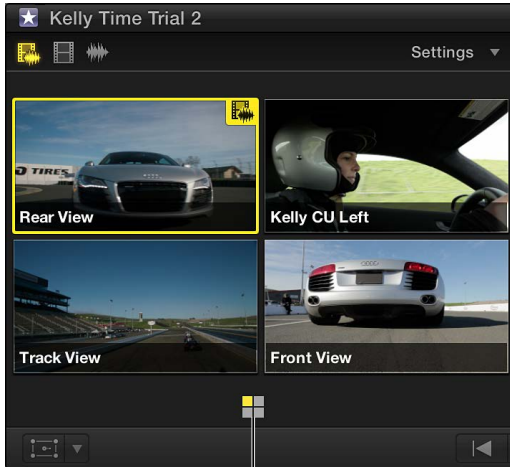 Kelly Time Trial 2
Settings
TIRES
Rear View
Kelly CU Left
Track View
Front View